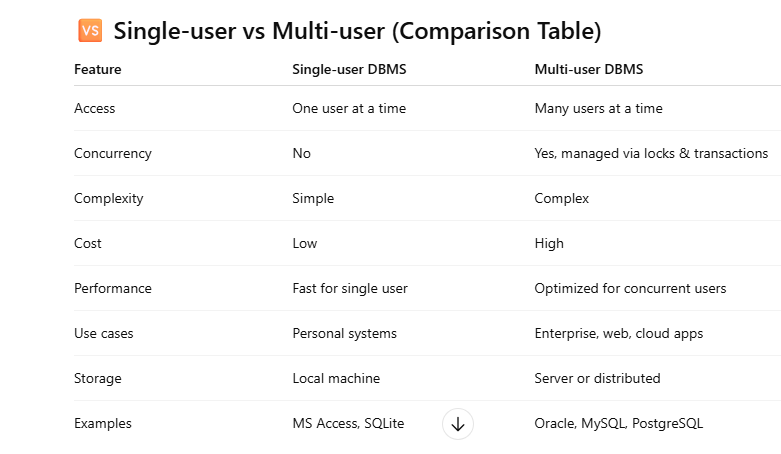 🆚 Single-user vs Multi-user (Comparison Table)
Feature Single-user DBMS Multi-user DBMS
Access One user at a time Many users at a time
Concurrency No Yes, managed via locks & transactions
Complexity Simple Complex
Cost Low High
Performance Fast for single user Optimized for concurrent users
Use cases Personal systems Enterprise, web, cloud apps
Storage Local machine Server or distributed
Examples MS Access, SQLite Oracle, MySQL, PostgreSQL